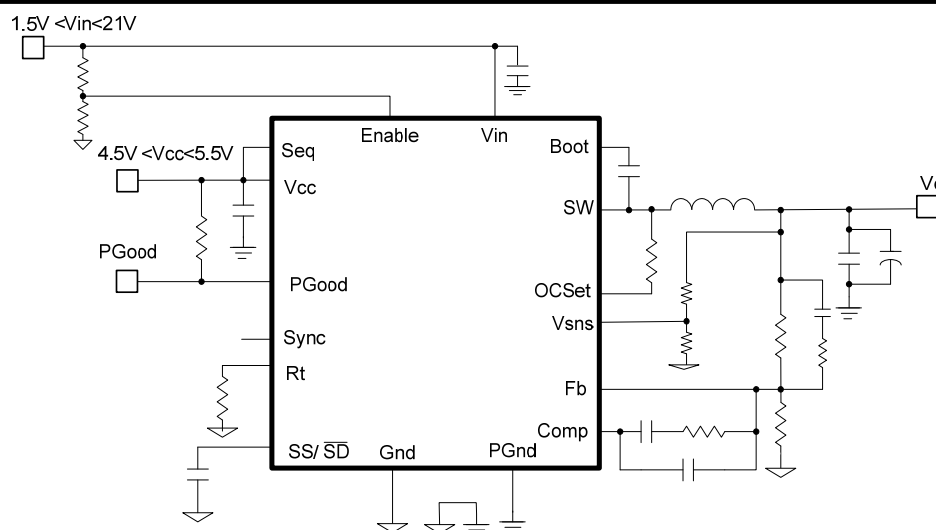 1.5V <Vin<21V
Enable
Vin
Boot
4.5V <Vcc<5.5V
Seq
Vcc
SW
PGood
PGood
OCSet
Vsns
Sync
Rt
Fb
Comp
SS/ SD
Gnd
PGnd